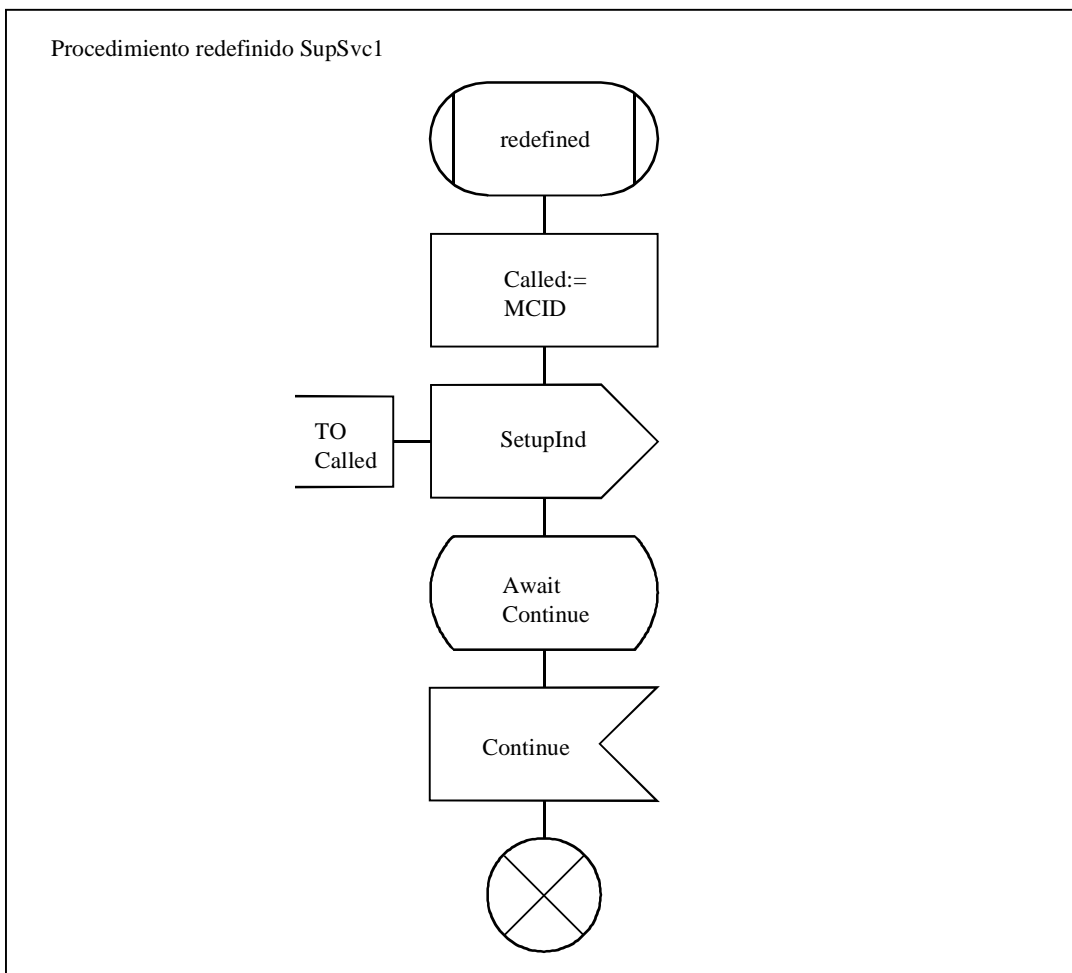 Procedimiento redefinido SupSvc1
redefined
Called:=
MCID
TO
Called
SetupInd
Await
Continue
Continue